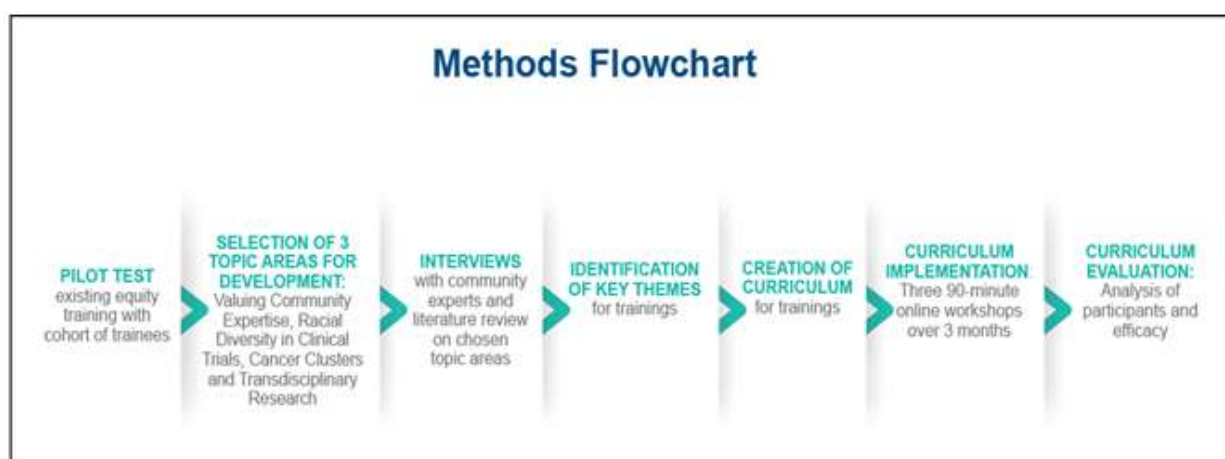 Methods Flowchart
PILOT TEST
existing equity
training with
cohort of trainees
SELECTION OF 3
TOPIC AREAS FOR
DEVELOPMENT:
Valuing Community
Expertise, Racial
Diversity in Clinical
Trials, Cancer Clusters
and Transdisciplinary
Research
INTERVIEWS
with community
experts and
literature review
on chosen
topic areas
IDENTIFICATION
OF KEY THEMES
for trainings
CREATION OF
CURRICULUM
for trainings
CURRICULUM
IMPLEMENTATION:
Three 90-minute
online workshops
over 3 months
CURRICULUM
EVALUATION:
Analysis of
participants and
efficacy